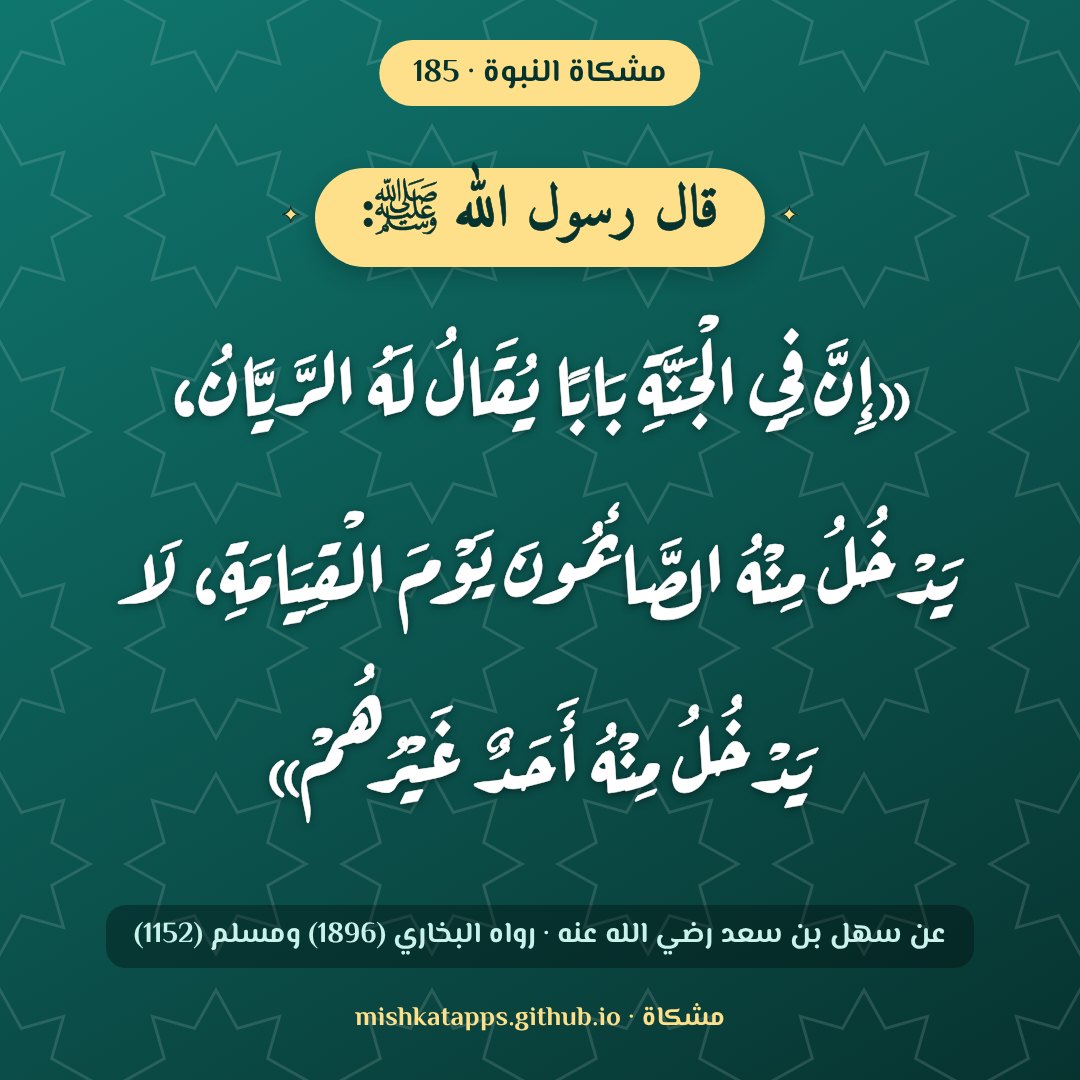 مشكاة النبوة · 185
قال رسول الله ﷺ:
«إِنَّ فِي الْجَنَّةِ بَابًا يُقَالُ لَهُ الرَّيَّانُ،
يَدْخُلُ مِنْهُ الصَّائِمُونَ يَوْمَ الْقِيَامَةِ، لَا
يَدْخُلُ مِنْهُ أَحَدٌ غَيْرُهُمْ»
عن سهل بن سعد رضي الله عنه · رواه البخاري (1896) ومسلم (1152)
مشكاة · mishkatapps.github.io